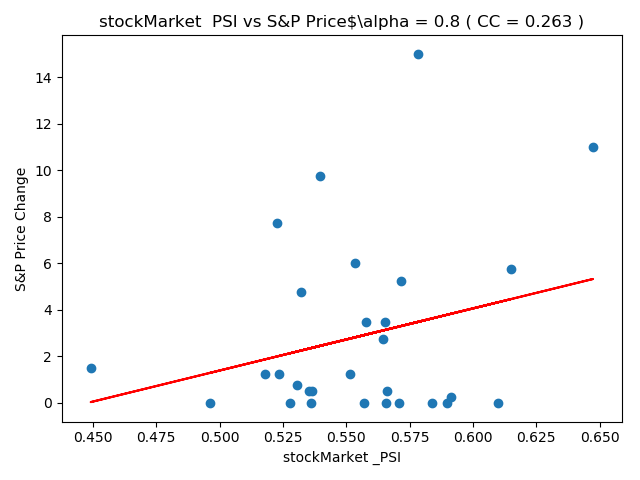 stockMarket  PSI vs S&P Price$\alpha = 0.8 ( CC = 0.263 )
S&P Price Change
14
12
10
8
6
4
2
0
0.450 0.475 0.500 0.525 0.550 0.575 0.600 0.625 0.650
stockMarket _PSI